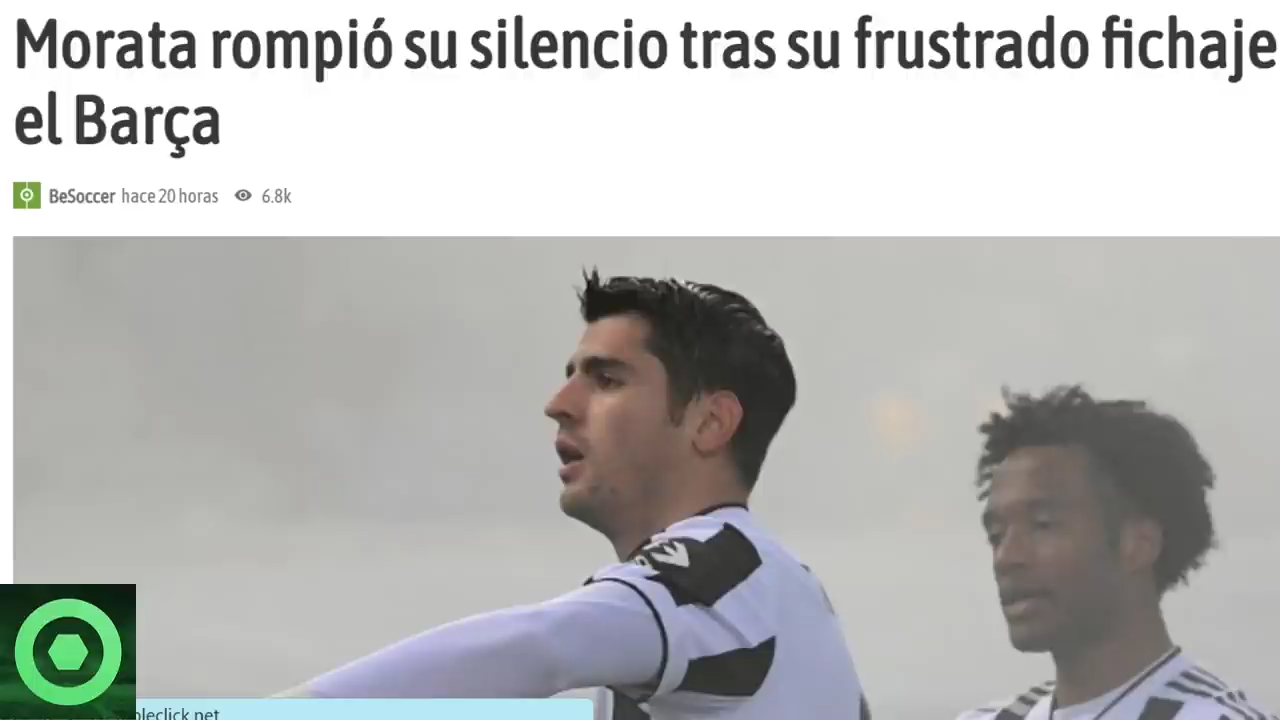 Morata rompió su silencio tras su frustrado fichaje
el Barça
BeSoccer hace 20 horas 6.8k